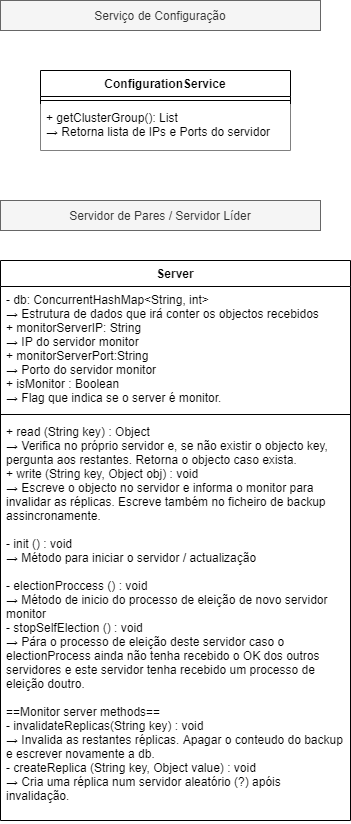 Serviço de Configuração
ConfigurationService
+ getClusterGroup(): List
→ Retorna lista de IPs e Ports do servidor
Servidor de Pares / Servidor Líder
Server
- db: ConcurrentHashMap<String, int>
→ Estrutura de dados que irá conter os objectos recebidos
+ monitorServerIP: String
→ IP do servidor monitor
+ monitorServerPort:String
→ Porto do servidor monitor
+ isMonitor : Boolean
→ Flag que indica se o server é monitor.
+ read (String key) : Object
→ Verifica no próprio servidor e, se não existir o objecto key,
pergunta aos restantes. Retorna o objecto caso exista.
+ write (String key, Object obj) : void
→ Escreve o objecto no servidor e informa o monitor para
invalidar as réplicas. Escreve também no ficheiro de backup
assincronamente.
- init () : void
→ Método para iniciar o servidor / actualização
- electionProccess () : void
→ Método de inicio do processo de eleição de novo servidor
monitor
- stopSelfElection () : void
→ Pára o processo de eleição deste servidor caso o
electionProcess ainda não tenha recebido o OK dos outros
servidores e este servidor tenha recebido um processo de
eleição doutro.
==Monitor server methods==
- invalidateReplicas(String key) : void
→ Invalida as restantes réplicas. Apagar o conteudo do backup
e escrever novamente a db.
- createReplica (String key, Object value) : void
→ Cria uma réplica num servidor aleatório (?) apóis
invalidação.